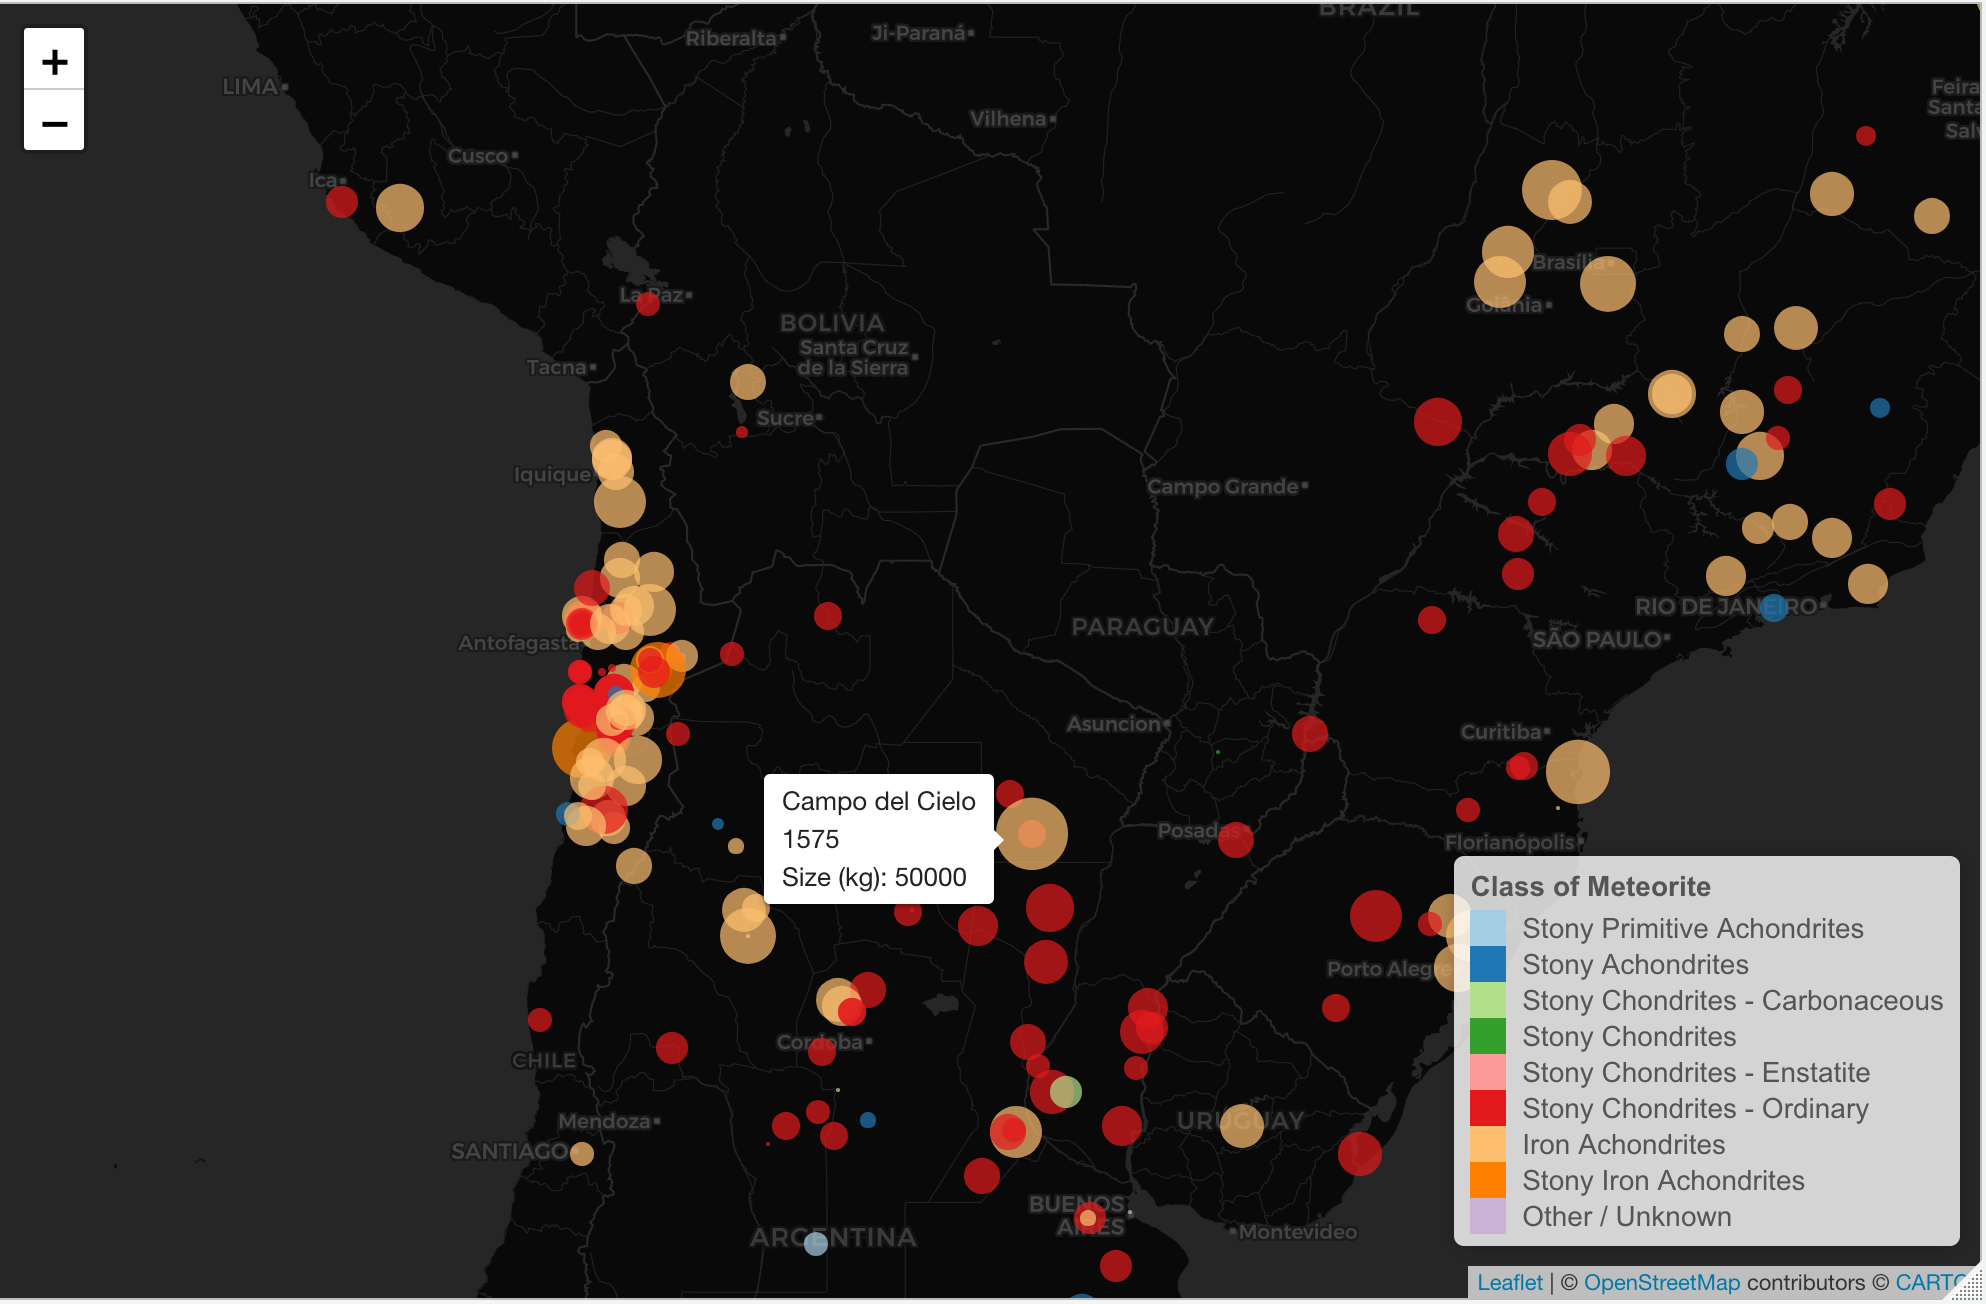 BRAZIL
+
−
Riberalta
Ji-Paraná
LIMA
Vilhena
Feira
Santa
Salv
Cusco
Ica
Brasília
La Paz
Goiânia
BOLIVIA
Santa Cruz
de la Sierra
Tacna
Sucre
Iquique
Campo Grande
RIO DE JANEIRO
PARAGUAY
SÃO PAULO
Antofagasta
Asuncion
Curitiba
Campo del Cielo
1575
Size (kg): 50000
Posadas
Florianópolis
Class of Meteorite
Stony Primitive Achondrites
Stony Achondrites
Stony Chondrites - Carbonaceous
Stony Chondrites
Stony Chondrites - Enstatite
Stony Chondrites - Ordinary
Iron Achondrites
Stony Iron Achondrites
Other / Unknown
Porto Alegre
Cordoba
CHILE
Mendoza
URUGUAY
SANTIAGO
BUENOS
AIRES
Montevideo
ARGENTINA
Leaflet | © OpenStreetMap contributors © CARTO